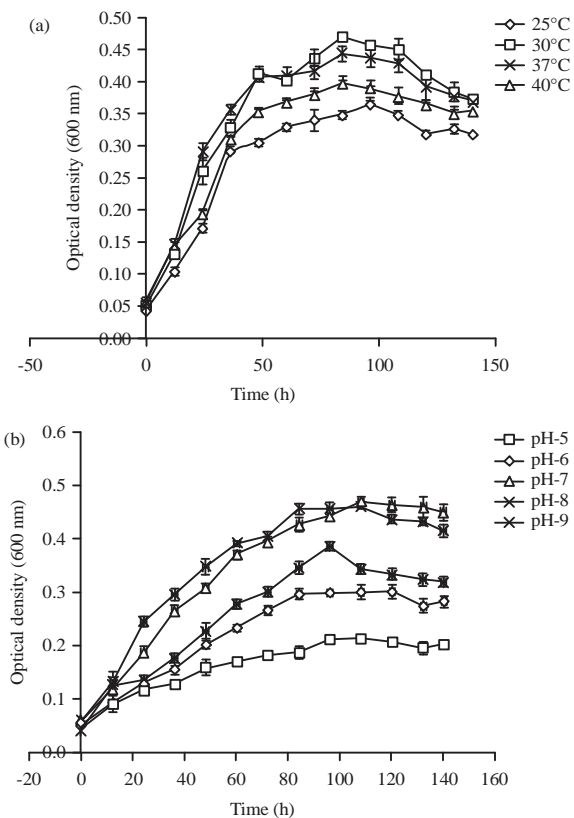 (a)
Optical density (600 nm)
0.50
0.45
0.40
0.35
0.30
0.25
0.20
0.15
0.10
0.05
0.00
-50
0
50
100
150
Time (h)
25°C
30°C
37°C
40°C
(b)
Optical density (600 nm)
0.6
0.5
0.4
0.3
0.2
0.1
0.0
-20
0
20
40
60
80
100
120
140
160
Time (h)
pH-5
pH-6
pH-7
pH-8
pH-9